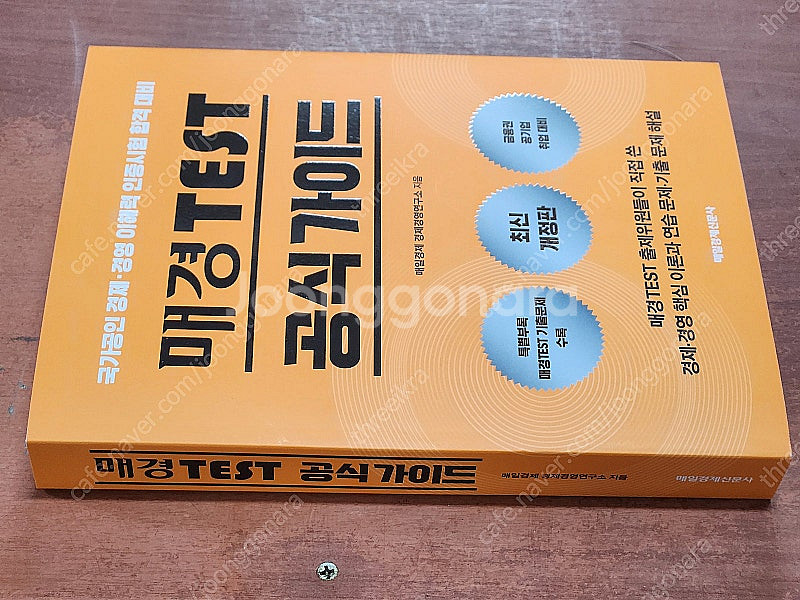 국가공인 경제·경영 이해력 인증시험 합격 대비
매경TEST
공식 가이드
매일경제 경제경영연구소 지음
특별부록
매경TEST 기출문제
수록
최신
개정판
금융권
공기업
취업 대비
매경TEST 출제위원들이 직접 쓴
경제·경영 핵심 이론과 연습 문제·기출 문제 해설
매일경제신문사
매경TEST 공식 가이드 매일경제 경제경영연구소 지음 매일경제신문사
Joonggonara
cafe.naver.com/joonggonara
threekra